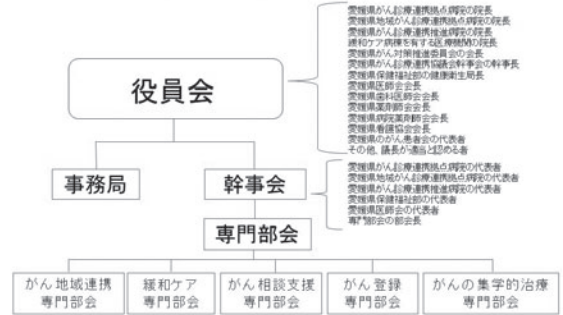 愛媛県がん診療連携拠点病院の院長
愛媛県地域がん診療連携拠点病院の院長
愛媛県がん診療連携推進病院の院長
緩和ケア病棟を有する医療機関の院長
愛媛県がん対策推進委員会の会長
愛媛県がん診療連携協議会幹事会の幹事長
愛媛県保健福祉部の健康衛生局長
愛媛県医師会会長
愛媛県歯科医師会会長
愛媛県薬剤師会会長
愛媛県病院薬剤師会会長
愛媛県看護協会会長
愛媛県のがん患者会の代表者
その他、議長が適当と認める者
役員会
事務局
幹事会
愛媛県がん診療連携拠点病院の代表者
愛媛県地域がん診療連携拠点病院の代表者
愛媛県がん診療連携推進病院の代表者
愛媛県保健福祉部の代表者
愛媛県医師会の代表者
専門部会の部会長
専門部会
がん地域連携
専門部会
緩和ケア
専門部会
がん相談支援
専門部会
がん登録
専門部会
がんの集学的治療
専門部会